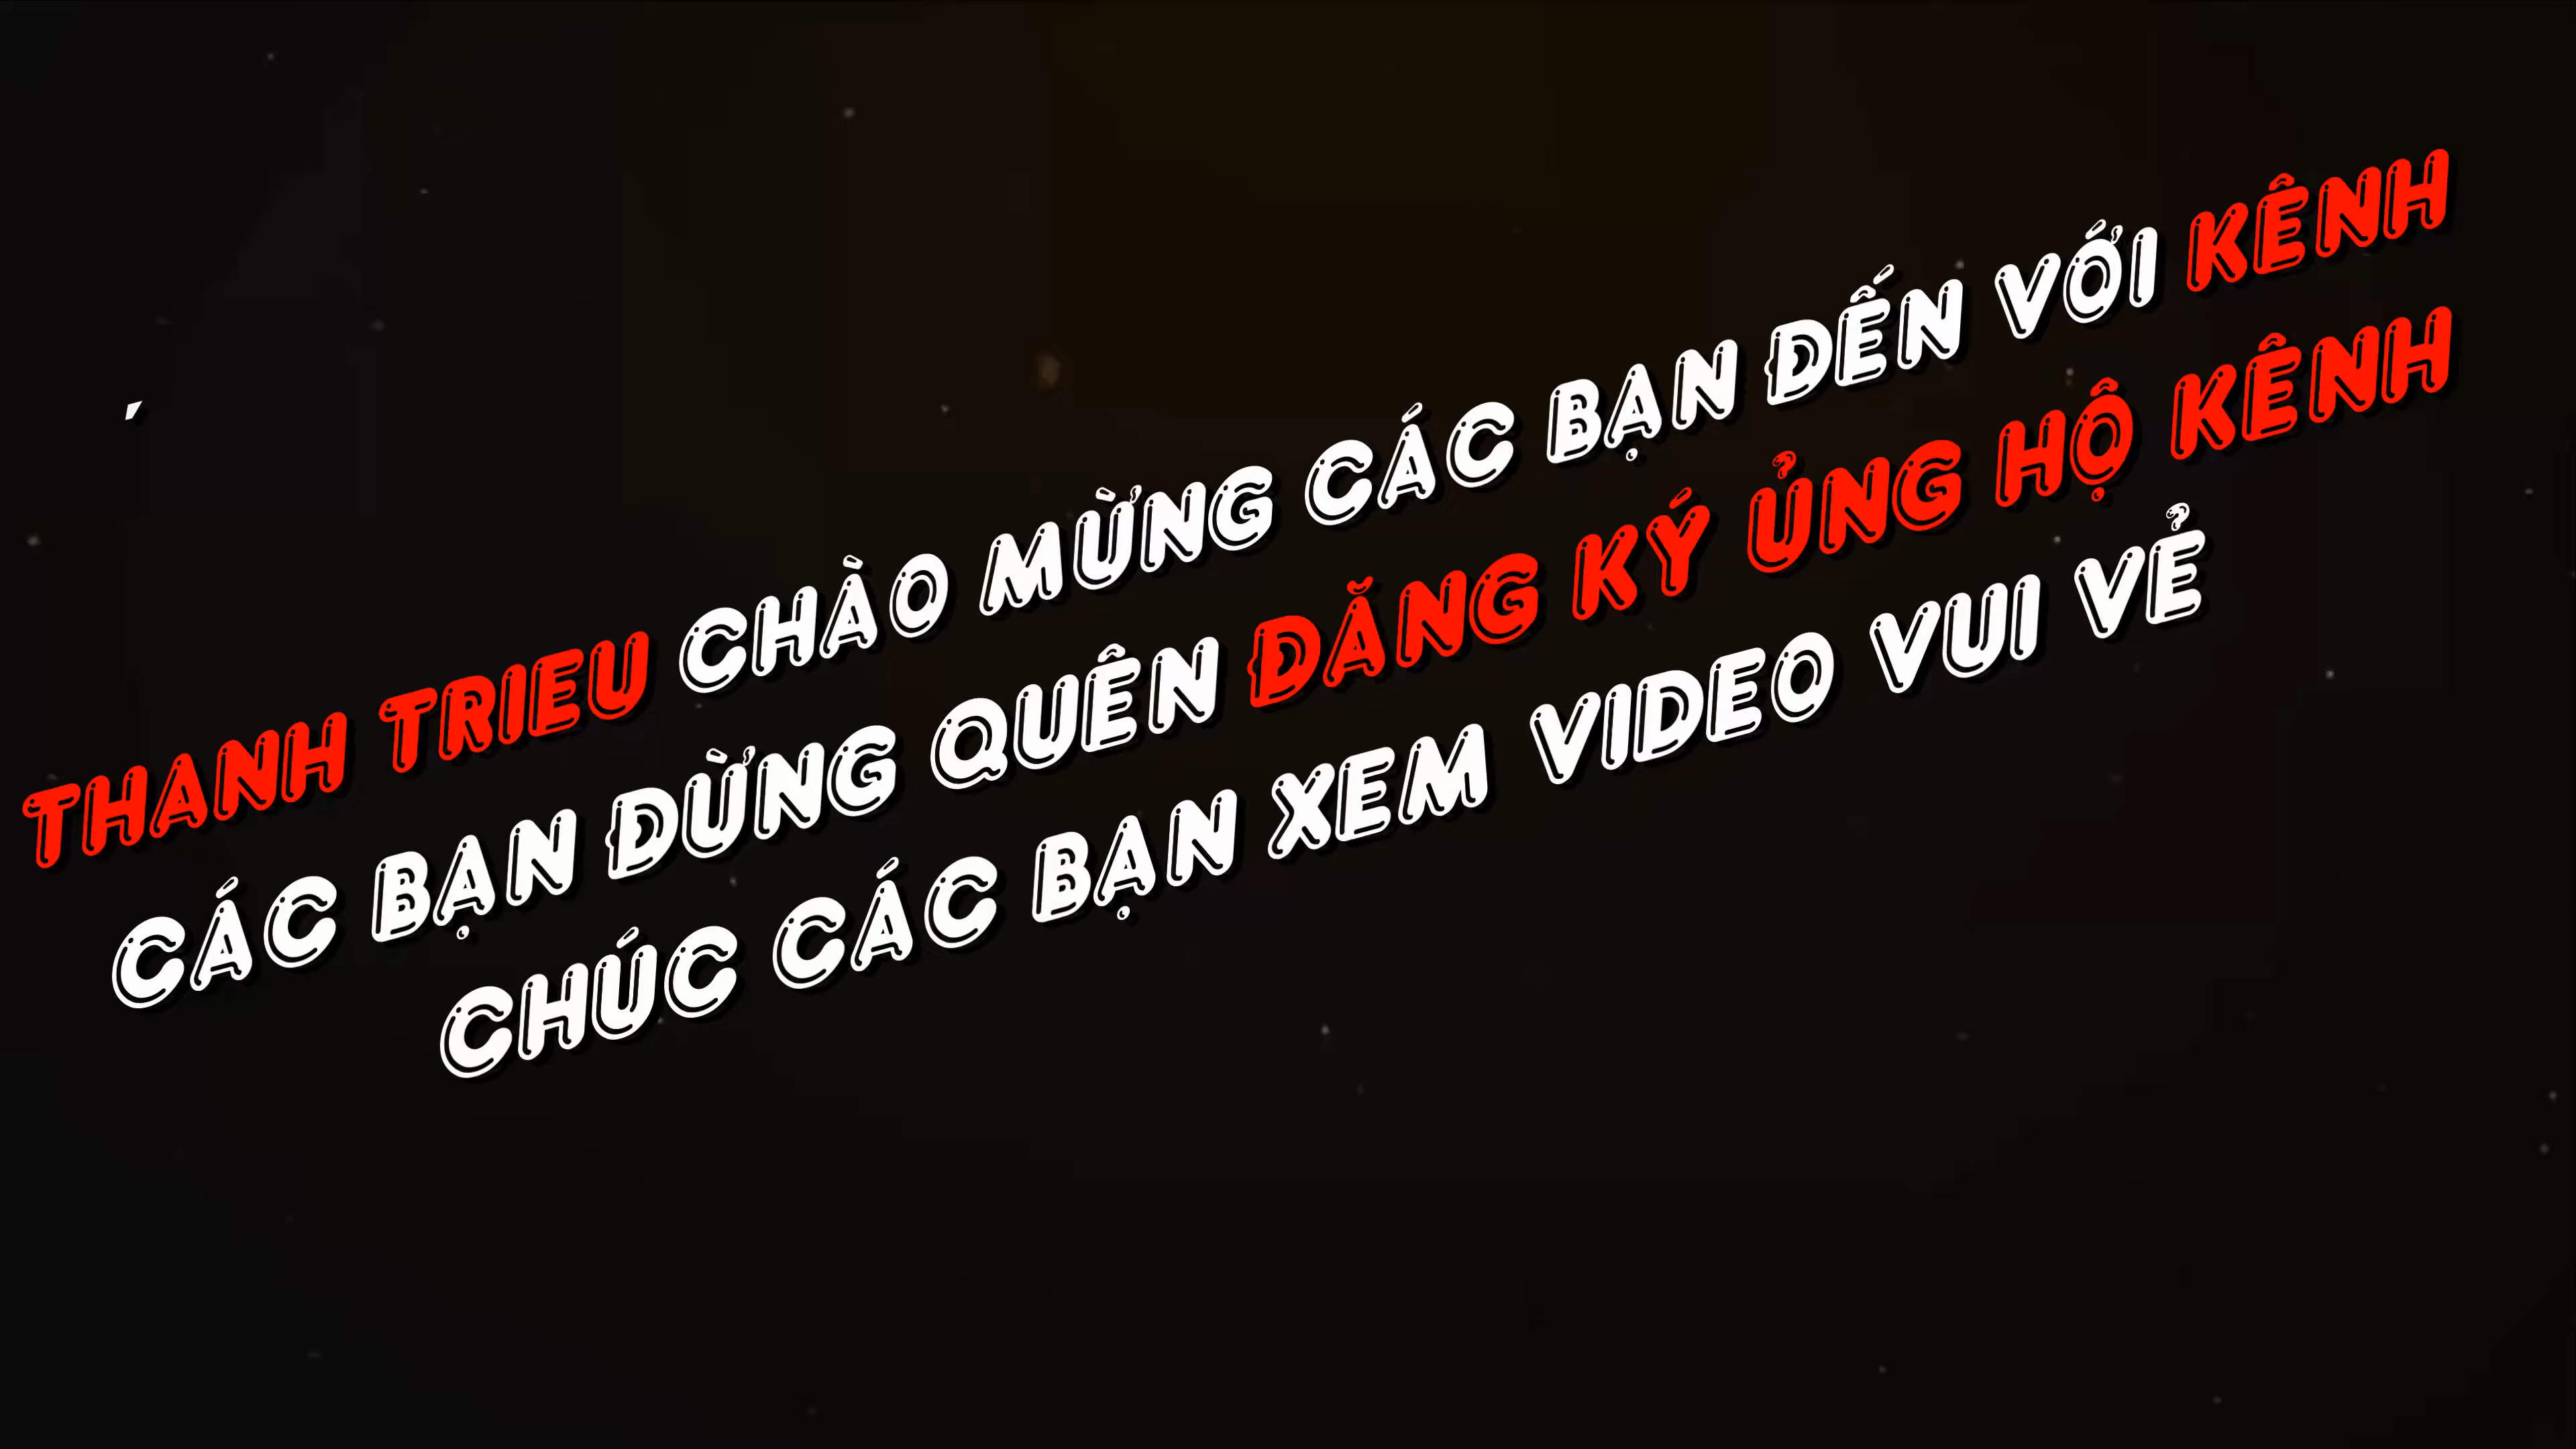 THANH TRIEU CHÀO MỪNG CÁC BẠN ĐẾN VỚI KÊNH
CÁC BẠN ĐỪNG QUÊN ĐĂNG KÝ ỦNG HỘ KÊNH
CHÚC CÁC BẠN XEM VIDEO VUI VẺ